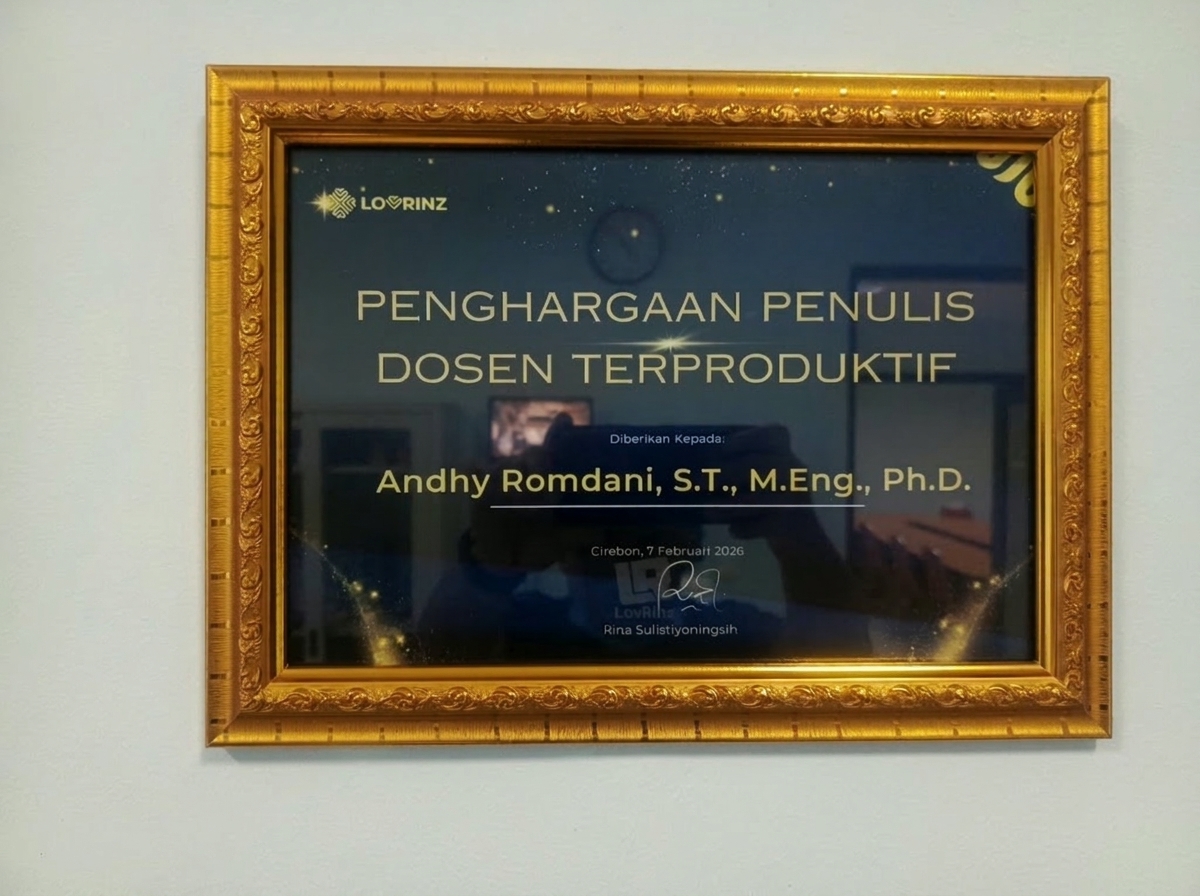 LOVRINZ
PENGHARGAAN PENULIS
DOSEN TERPRODUKTIF
Diberikan Kepada:
Andhy Romdani, S.T., M.Eng., Ph.D.
Cirebon, 7 Februari 2026
LovRinz
Rina Sulistiyoningsih